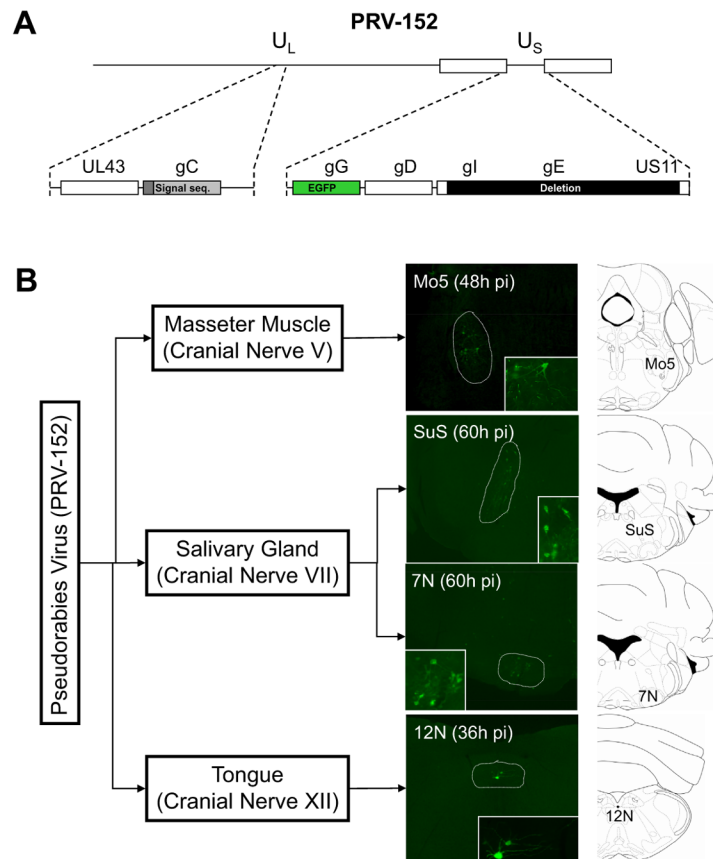 A
PRV-152
UL
US
UL43
gC
Signal seq.
gG
gD
gI
gE
US11
EGFP
Deletion
B
Pseudorabies Virus (PRV-152)
Masseter Muscle
(Cranial Nerve V)
Salivary Gland
(Cranial Nerve VII)
Tongue
(Cranial Nerve XII)
Mo5 (48h pi)
Mo5
SuS (60h pi)
SuS
7N (60h pi)
7N
12N (36h pi)
12N